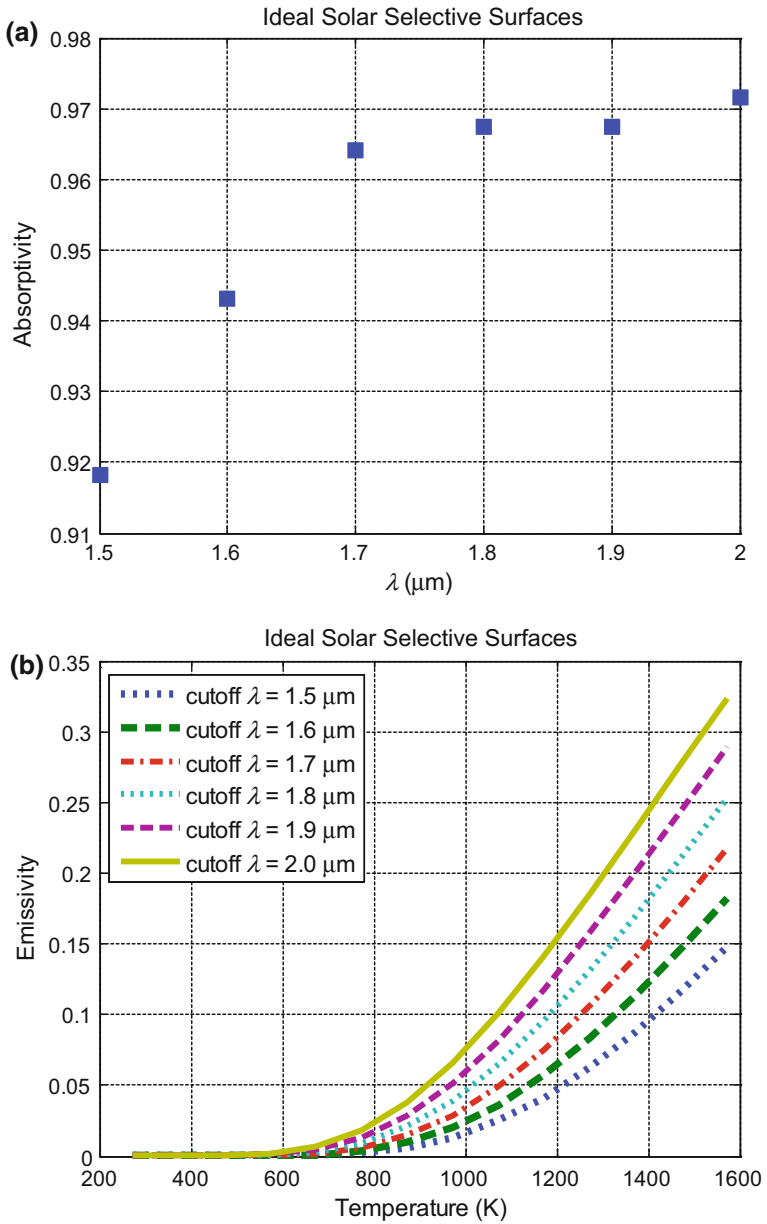 Ideal Solar Selective Surfaces
(a)
0.98
0.97
0.96
0.95
0.94
0.93
0.92
0.91
Absorptivity
1.5 1.6 1.7 1.8 1.9 2
λ (μm)
Ideal Solar Selective Surfaces
(b)
0.35
0.3
0.25
0.2
0.15
0.1
0.05
0
Emissivity
cutoff λ = 1.5 μm
cutoff λ = 1.6 μm
cutoff λ = 1.7 μm
cutoff λ = 1.8 μm
cutoff λ = 1.9 μm
cutoff λ = 2.0 μm
200 400 600 800 1000 1200 1400 1600
Temperature (K)